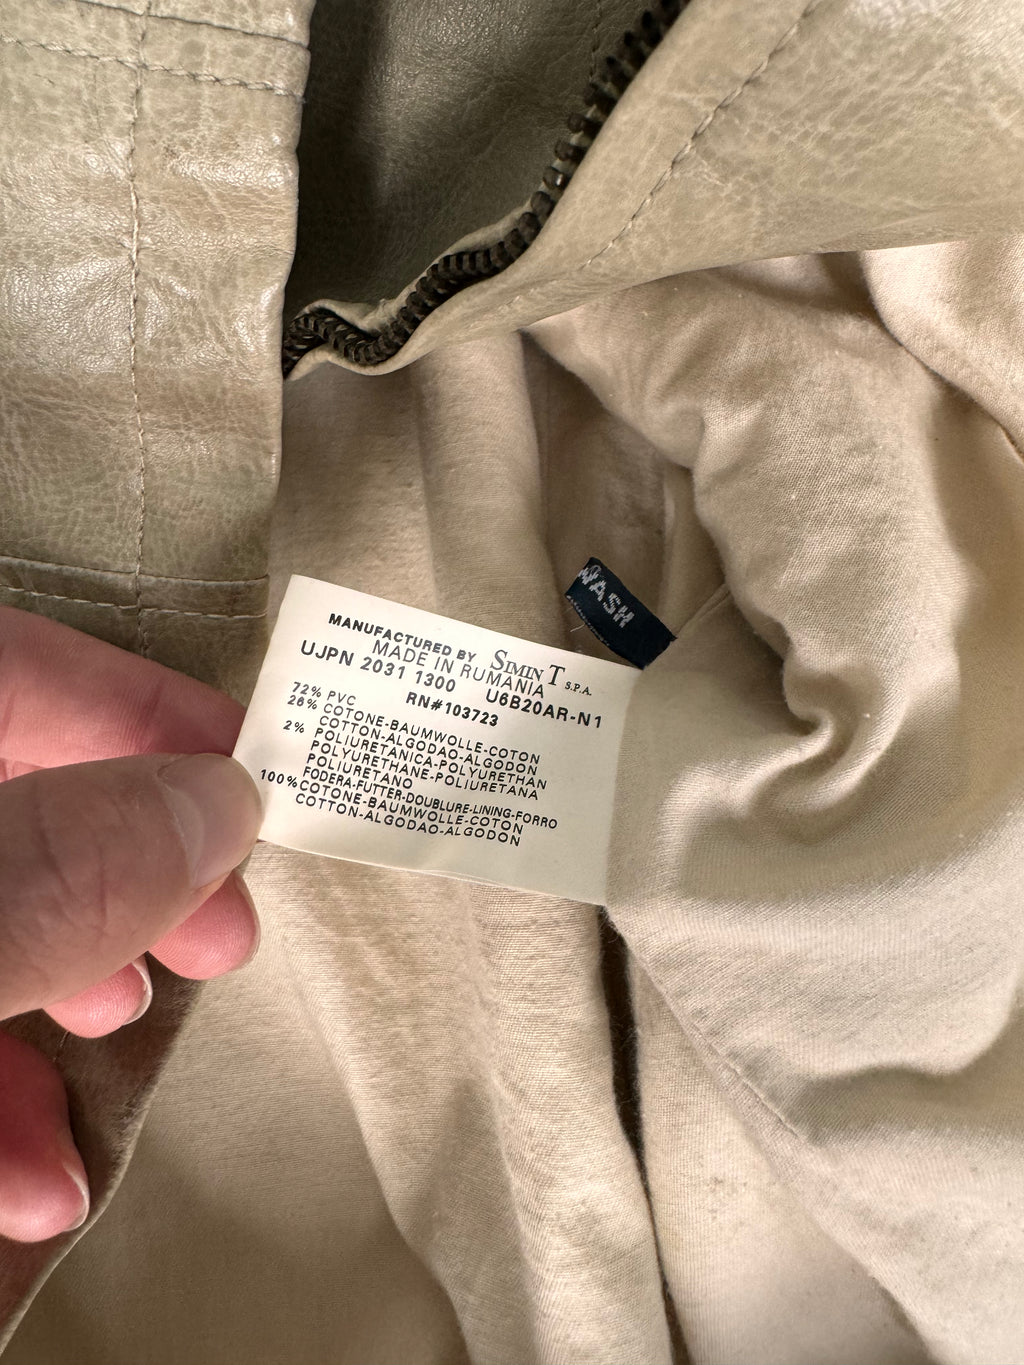 WASH
MANUFACTURED BY SIMIN T S.P.A.
MADE IN RUMANIA
UJPN 2031 1300 U6B20AR-N1
RN#103723
72% PVC
26% COTONE-BAUMWOLLE-COTON
COTTON-ALGODAO-ALGODON
2% POLIURETANICA-POLYURETHAN
POLYURETHANE-POLIURETANA
POLIURETANO
FODERA-FUTTER-DOUBLURE-LINING-FORRO
100% COTONE-BAUMWOLLE-COTON
COTTON-ALGODAO-ALGODON